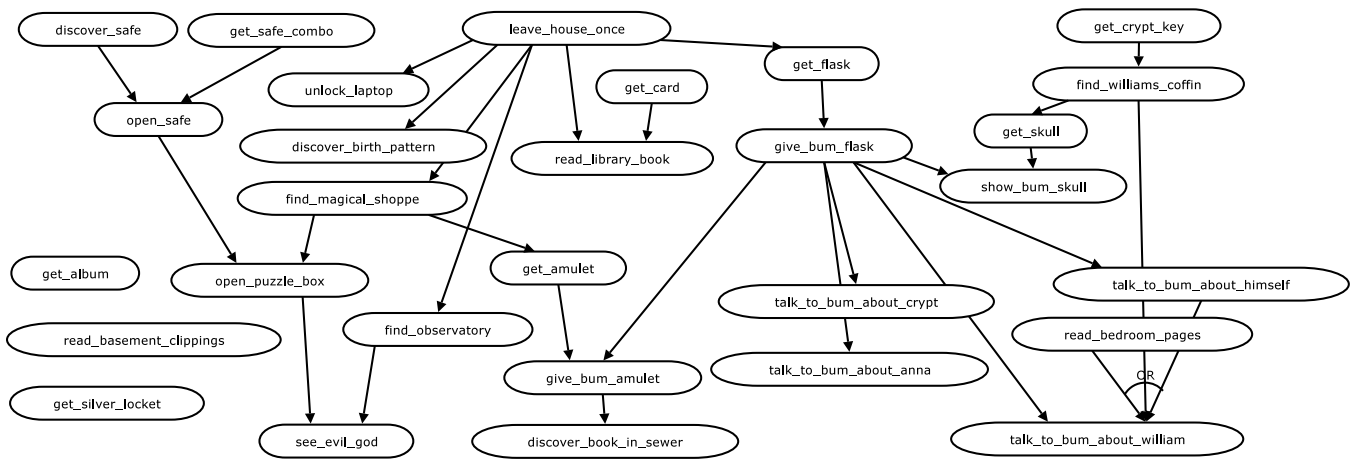 discover_safe
get_safe_combo
leave_house_once
get_crypt_key
get_flask
unlock_laptop
get_card
find_williams_coffin
open_safe
get_skull
discover_birth_pattern
read_library_book
give_bum_flask
show_bum_skull
find_magical_shoppe
get_album
open_puzzle_box
get_amulet
talk_to_bum_about_himself
talk_to_bum_about_crypt
read_basement_clippings
find_observatory
read_bedroom_pages
talk_to_bum_about_anna
give_bum_amulet
OR
get_silver_locket
see_evil_god
discover_book_in_sewer
talk_to_bum_about_william